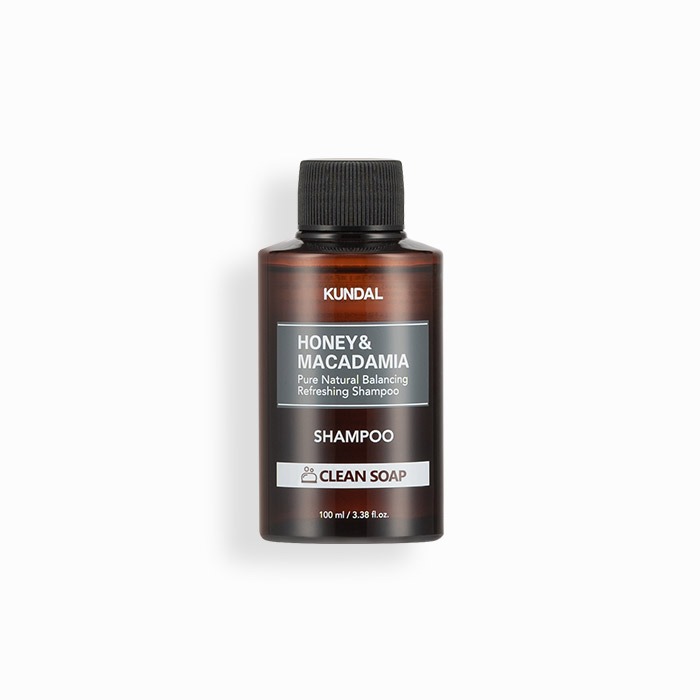 KUNDAL
HONEY&
MACADAMIA
Pure Natural Balancing
Refreshing Shampoo
SHAMPOO
CLEAN SOAP
100 ml / 3.38 fl.oz.